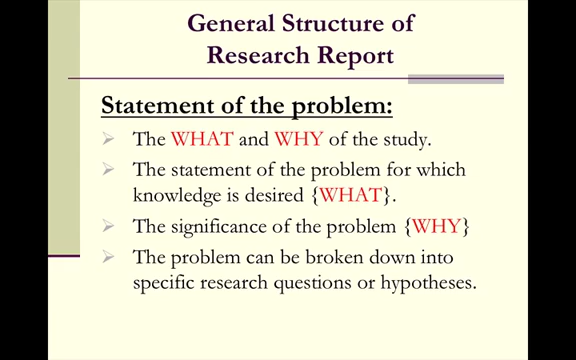 General Structure of
Research Report
Statement of the problem:
The WHAT and WHY of the study.
The statement of the problem for which
knowledge is desired {WHAT}.
The significance of the problem {WHY}
The problem can be broken down into
specific research questions or hypotheses.